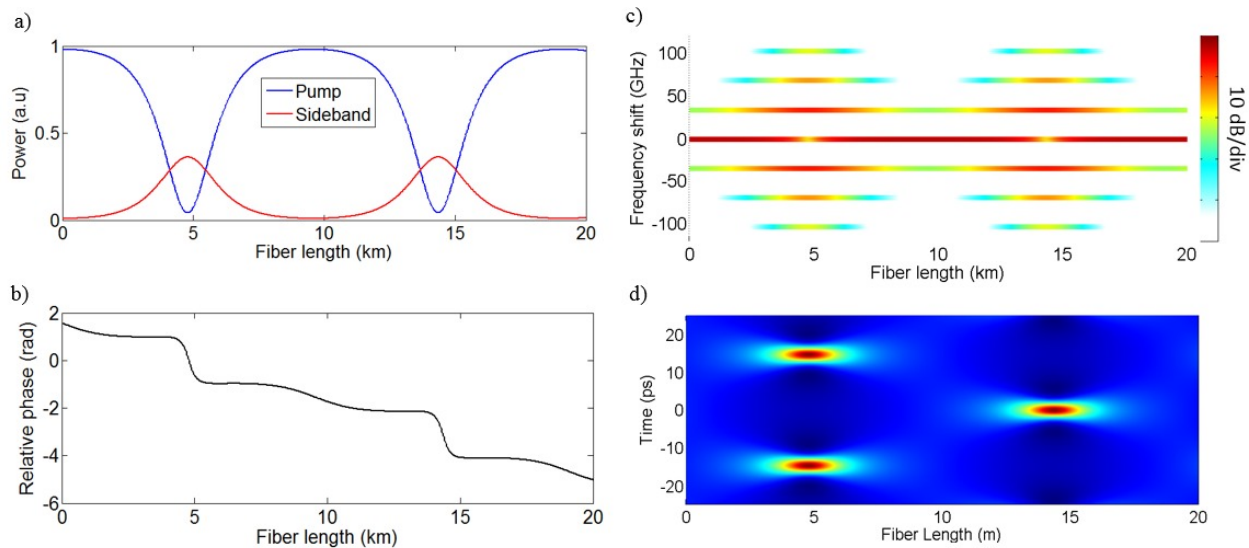 a)
1
0.5
0
Power (a.u)
Pump
Sideband
0 5 10 15 20
Fiber length (km)
b)
2
0
-2
-4
-6
Relative phase (rad)
0 5 10 15 20
Fiber length (km)
c)
100
50
0
-50
-100
Frequency shift (GHz)
0 5 10 15 20
Fiber length (km)
10 dB/div
d)
20
10
0
-10
-20
Time (ps)
0 5 10 15 20
Fiber Length (m)